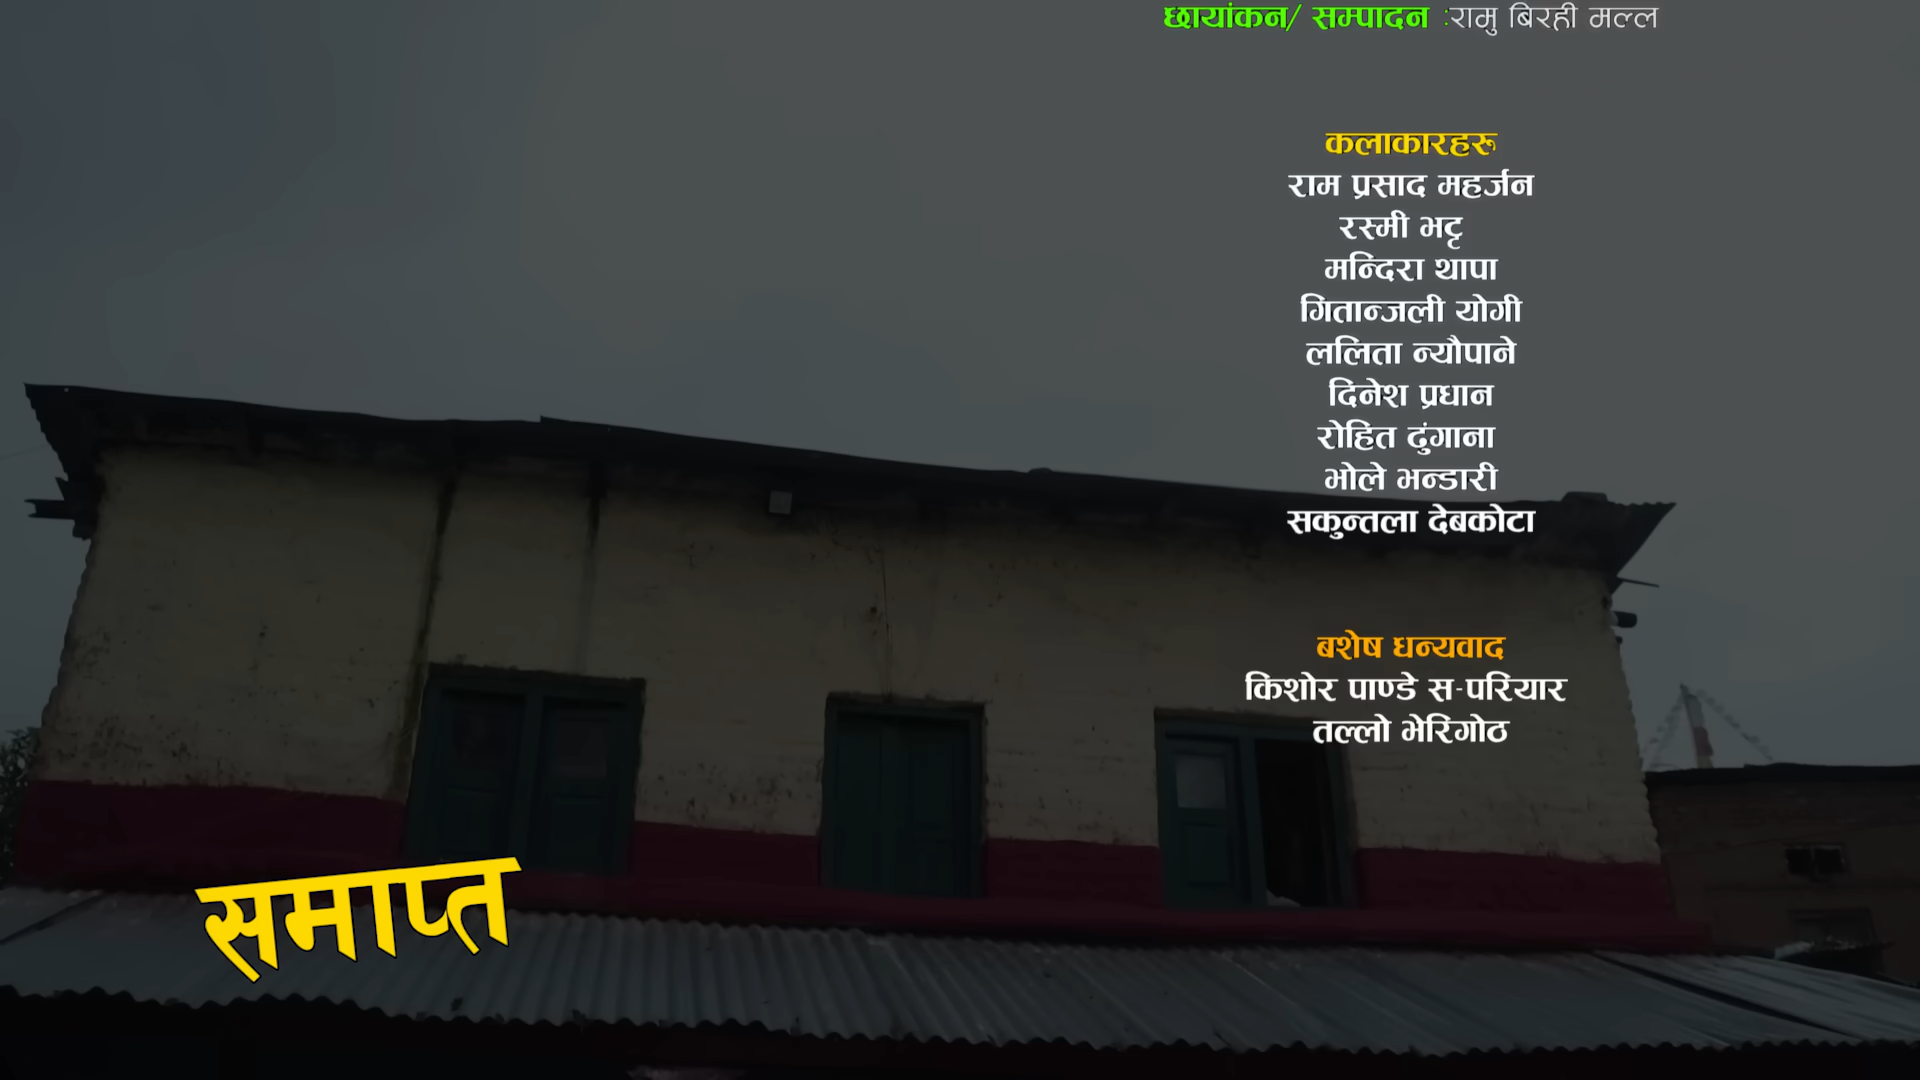 छायांकन/ सम्पादन :रामु बिरही मल्ल
कलाकारहरू
राम प्रसाद महर्जन
रस्मी भट्ट
मन्दिरा थापा
गितान्जली योगी
ललिता न्यौपाने
दिनेश प्रधान
रोहित ढुंगाना
भोले भन्डारी
सकुन्तला देबकोटा
बशेष धन्यवाद
किशोर पाण्डे स-परियार
तल्लो भेरिगोठ
समाप्त